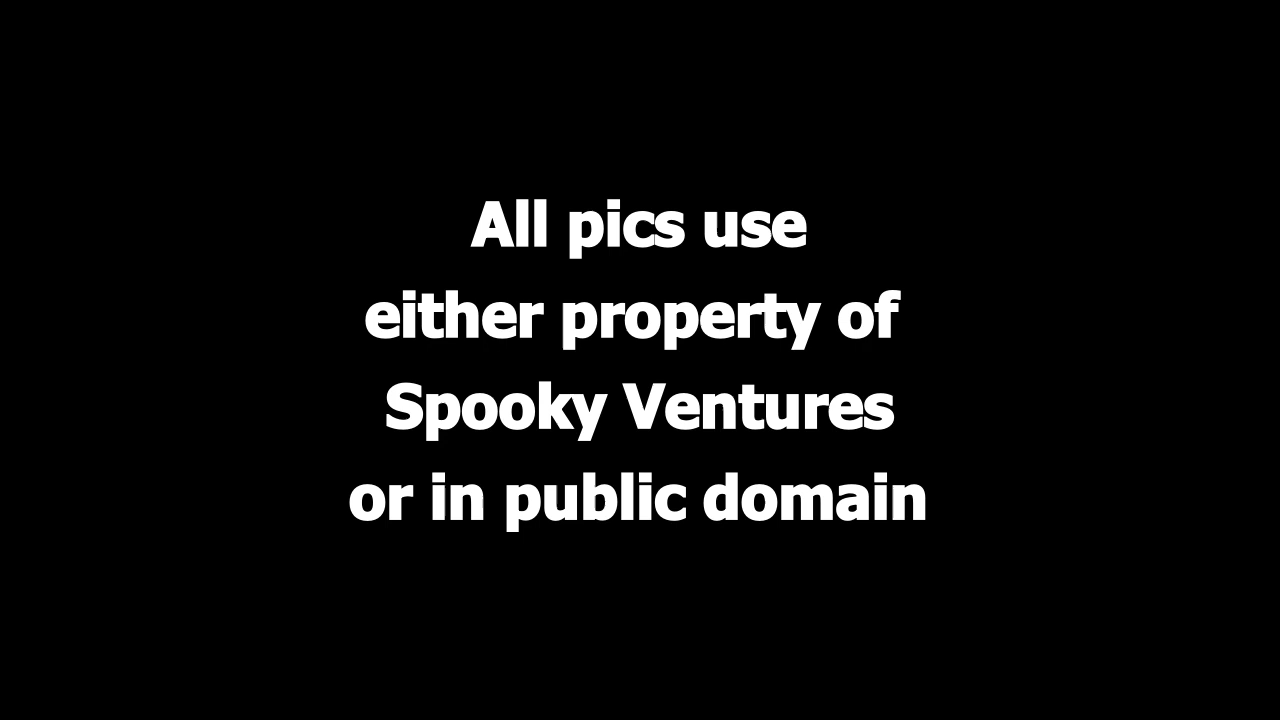 All pics use
either property of
Spooky Ventures
or in public domain